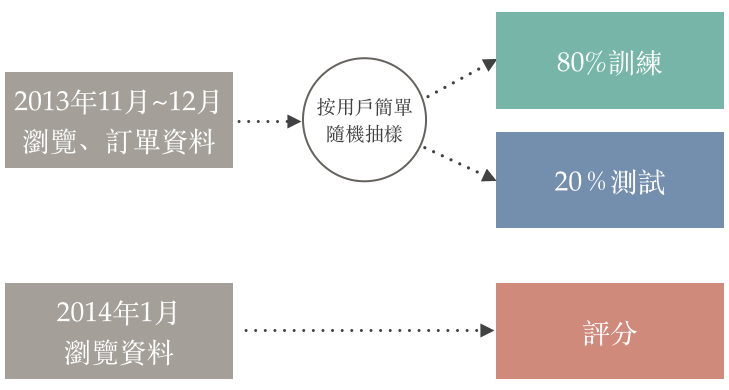 2013年11月~12月
瀏覽、訂單資料
按用戶簡單
隨機抽樣
80%訓練
20%測試
2014年1月
瀏覽資料
評分